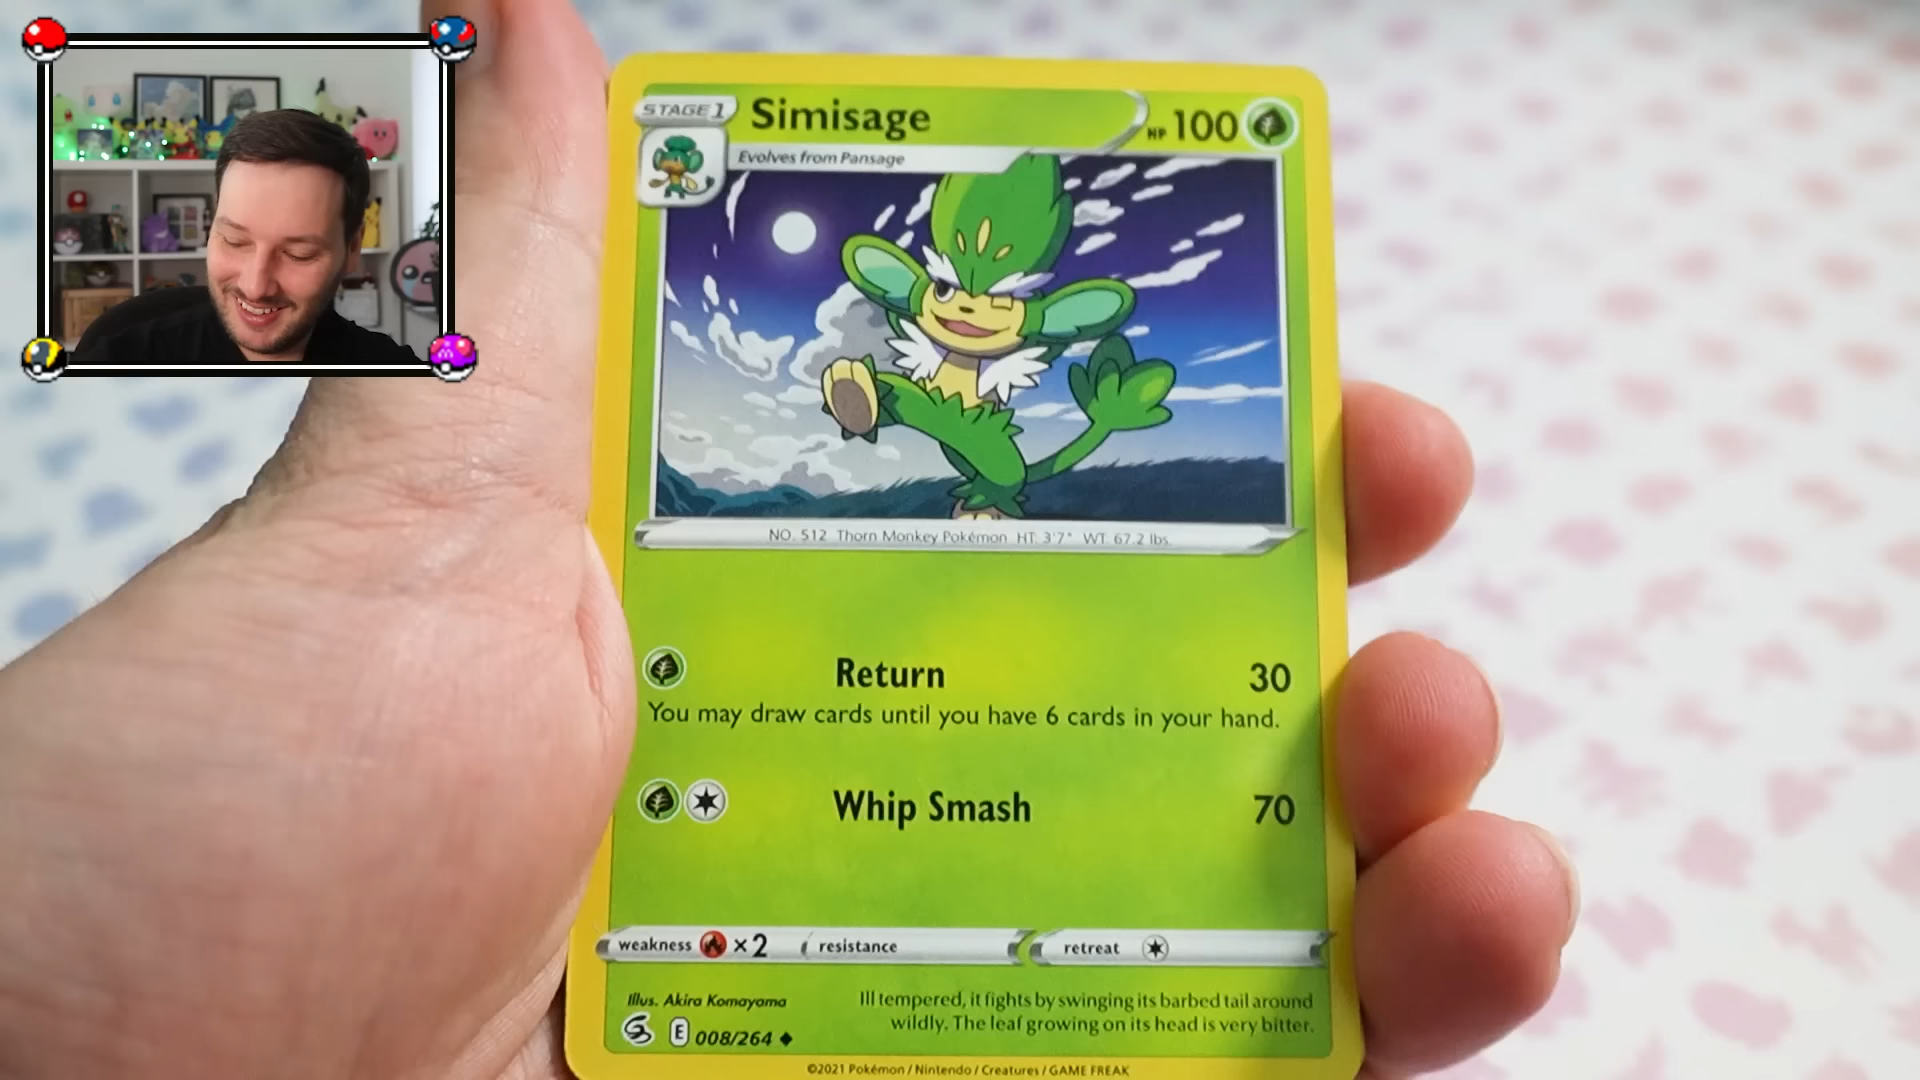 STAGE 1
Simisage
HP 100
Evolves from Pansage
NO. 512 Thorn Monkey Pokémon HT: 3'7" WT: 67.2 lbs.
Return 30
You may draw cards until you have 6 cards in your hand.
Whip Smash 70
weakness ×2 resistance retreat
Illus. Akira Komayama
Ill tempered, it fights by swinging its barbed tail around
wildly. The leaf growing on its head is very bitter.
E 008/264
©2021 Pokémon / Nintendo / Creatures / GAME FREAK